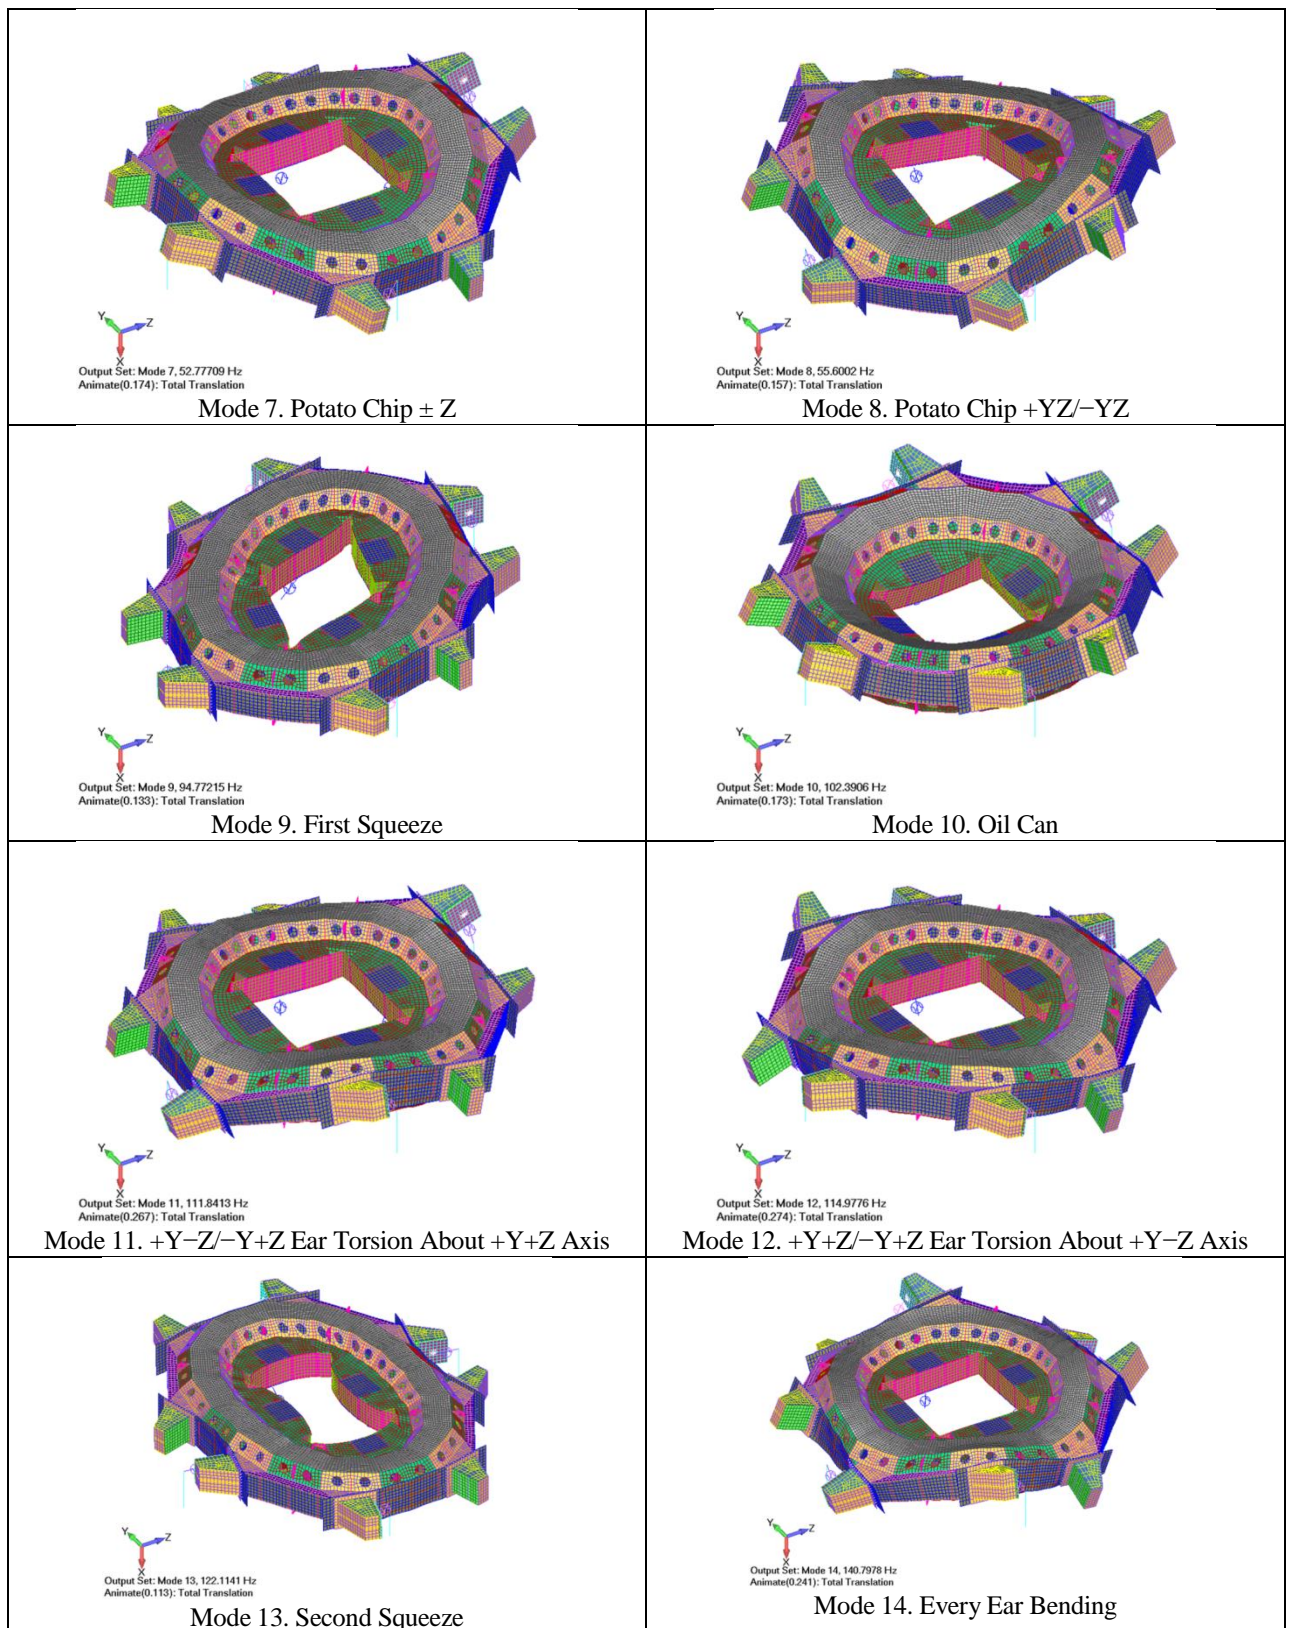 Y
Z
X
Output Set: Mode 7, 52.77709 Hz
Animate(0.174): Total Translation
Mode 7. Potato Chip ± Z
Y
Z
X
Output Set: Mode 8, 55.6002 Hz
Animate(0.157): Total Translation
Mode 8. Potato Chip +YZ/−YZ
Y
Z
X
Output Set: Mode 9, 94.77215 Hz
Animate(0.133): Total Translation
Mode 9. First Squeeze
Y
Z
X
Output Set: Mode 10, 102.3906 Hz
Animate(0.173): Total Translation
Mode 10. Oil Can
Y
Z
X
Output Set: Mode 11, 111.8413 Hz
Animate(0.267): Total Translation
Mode 11. +Y−Z/−Y+Z Ear Torsion About +Y+Z Axis
Y
Z
X
Output Set: Mode 12, 114.9776 Hz
Animate(0.274): Total Translation
Mode 12. +Y+Z/−Y+Z Ear Torsion About +Y−Z Axis
Y
Z
X
Output Set: Mode 13, 122.1141 Hz
Animate(0.113): Total Translation
Mode 13. Second Squeeze
Y
Z
X
Output Set: Mode 14, 140.7978 Hz
Animate(0.241): Total Translation
Mode 14. Every Ear Bending